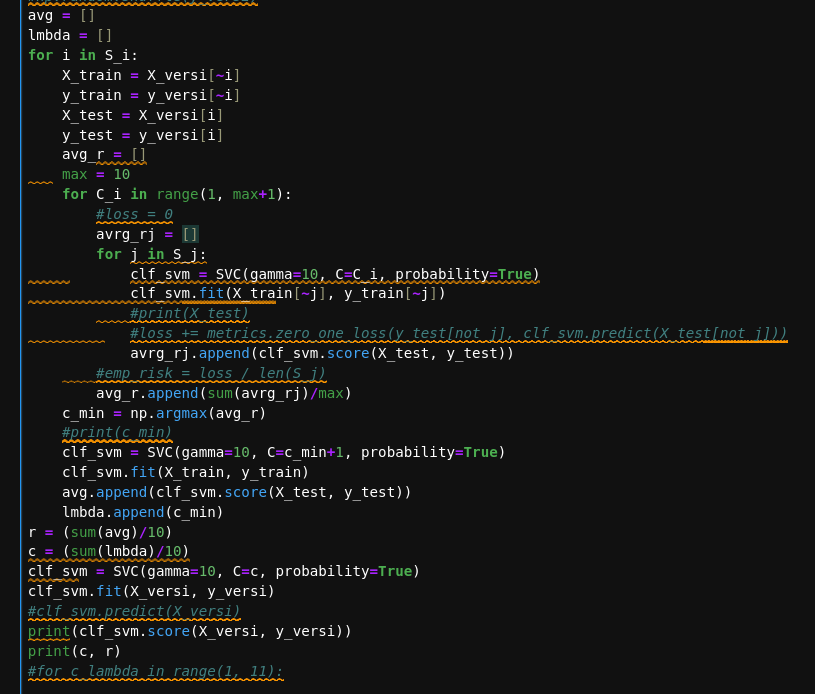 avg = []
lmbda = []
for i in S_i:
    X_train = X_versi[~i]
    y_train = y_versi[~i]
    X_test = X_versi[i]
    y_test = y_versi[i]
    avg_r = []
    max = 10
    for C_i in range(1, max+1):
        #loss = 0
        avrg_rj = []
        for j in S_j:
            clf_svm = SVC(gamma=10, C=C_i, probability=True)
            clf_svm.fit(X_train[~j], y_train[~j])
            #print(X_test)
            #loss += metrics.zero_one_loss(y_test[not j], clf_svm.predict(X_test[not j]))
            avrg_rj.append(clf_svm.score(X_test, y_test))
        #emp_risk = loss / len(S_j)
        avg_r.append(sum(avrg_rj)/max)
    c_min = np.argmax(avg_r)
    #print(c_min)
    clf_svm = SVC(gamma=10, C=c_min+1, probability=True)
    clf_svm.fit(X_train, y_train)
    avg.append(clf_svm.score(X_test, y_test))
    lmbda.append(c_min)
r = (sum(avg)/10)
c = (sum(lmbda)/10)
clf_svm = SVC(gamma=10, C=c, probability=True)
clf_svm.fit(X_versi, y_versi)
#clf_svm.predict(X_versi)
print(clf_svm.score(X_versi, y_versi))
print(c, r)
#for c_lambda in range(1, 11):